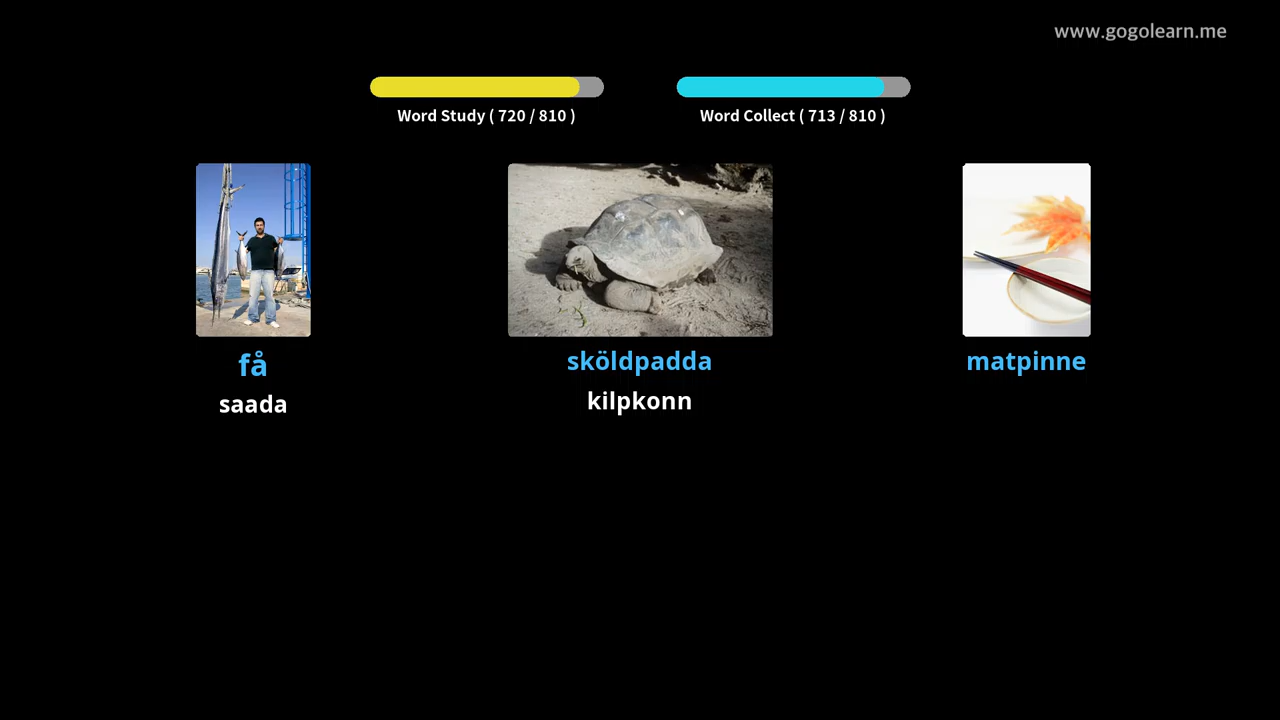 www.gogolearn.me
Word Study ( 720 / 810 )
Word Collect ( 713 / 810 )
få
saada
sköldpadda
kilpkonn
matpinne